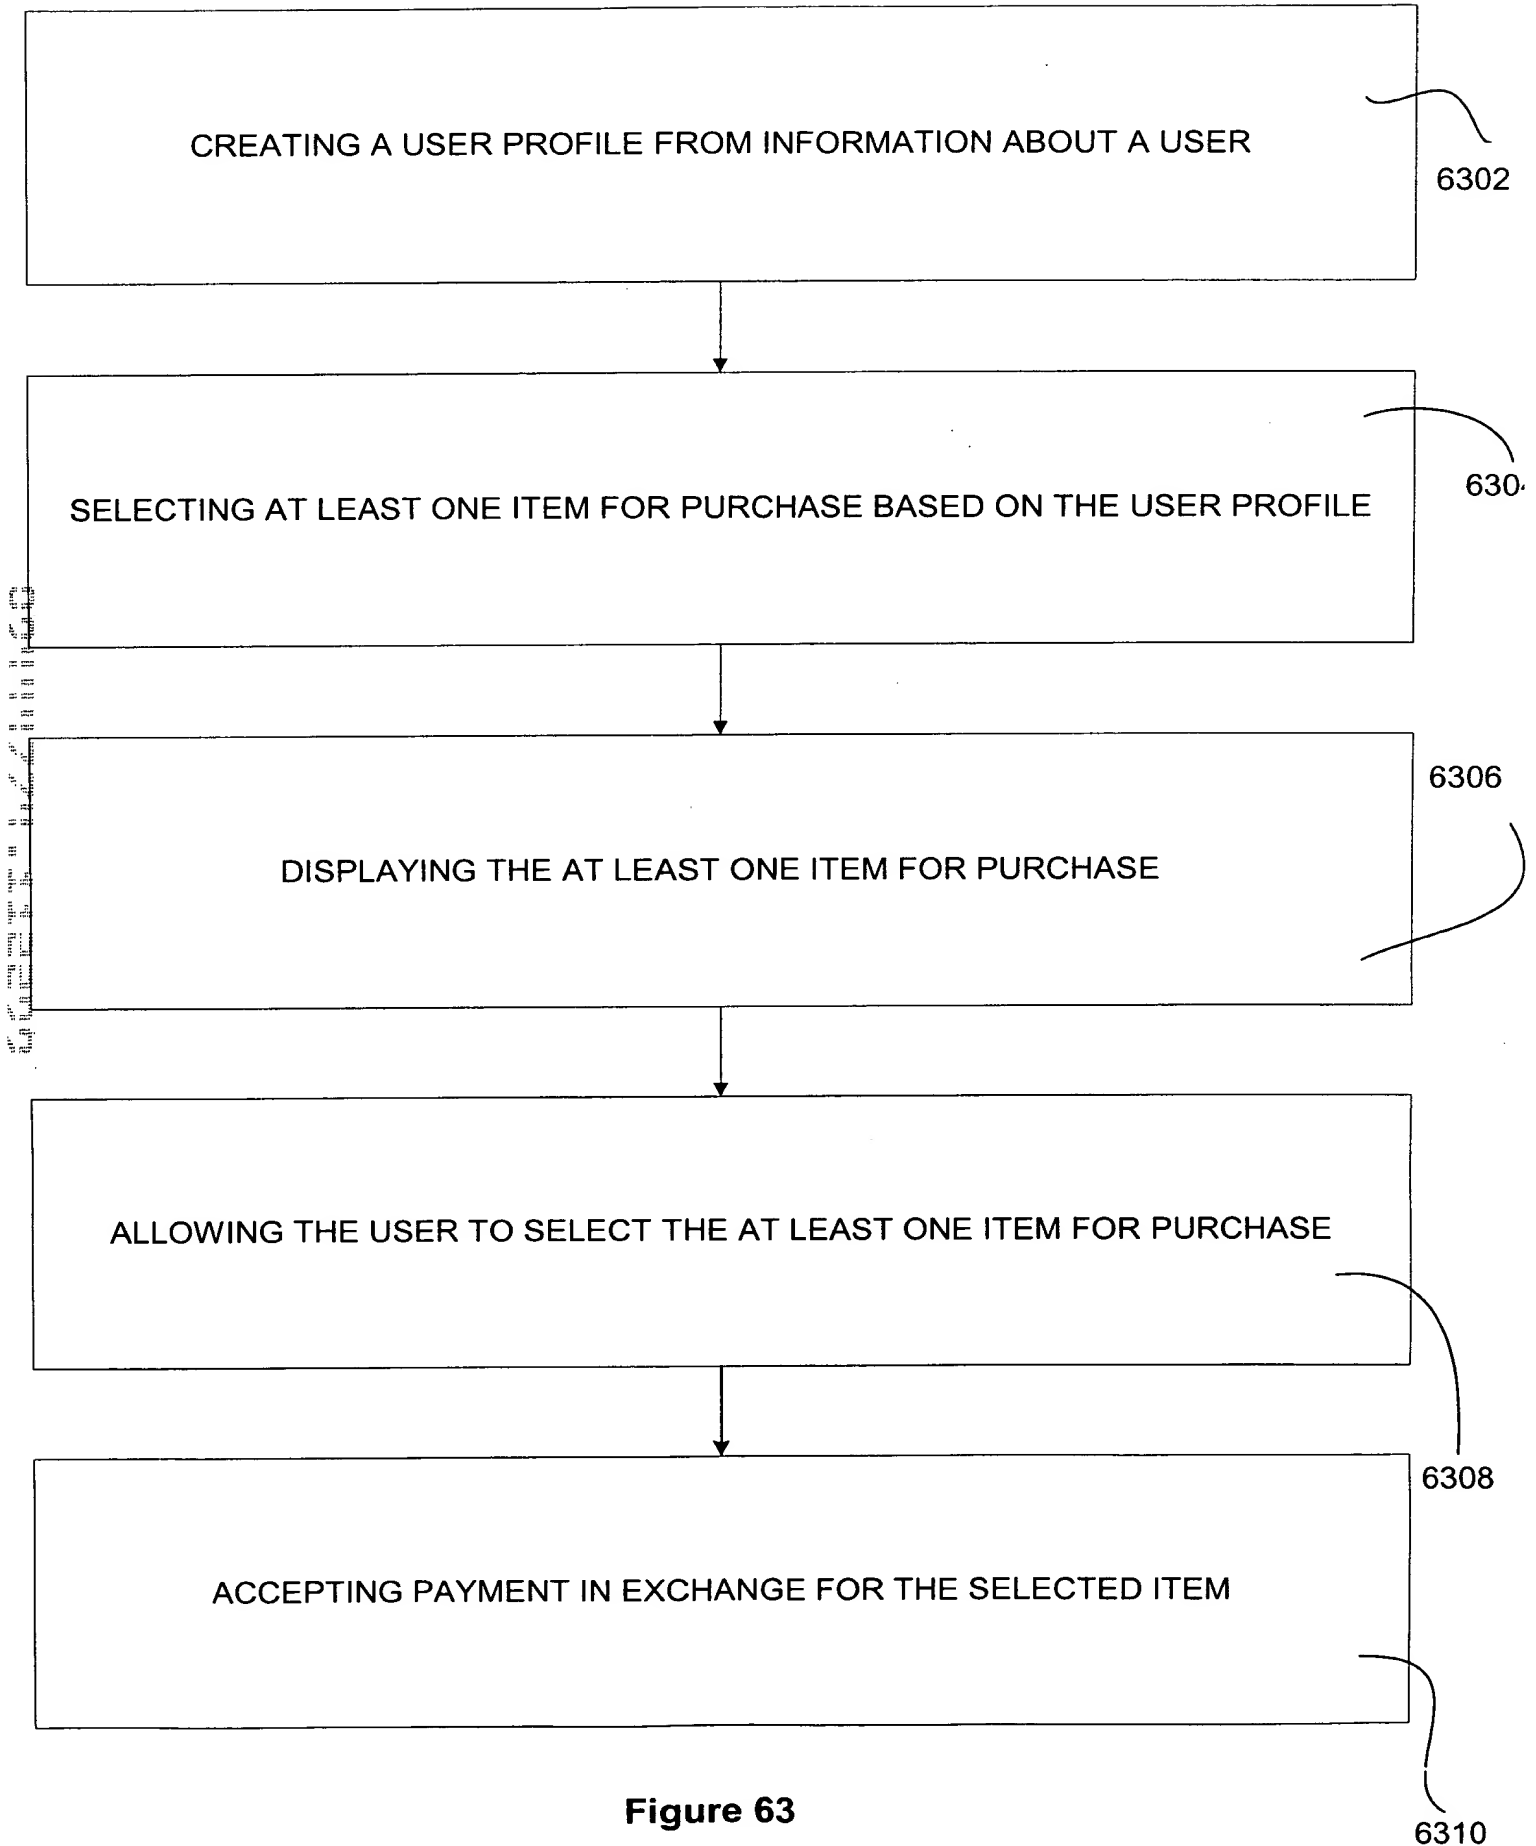 CREATING A USER PROFILE FROM INFORMATION ABOUT A USER
6302
SELECTING AT LEAST ONE ITEM FOR PURCHASE BASED ON THE USER PROFILE
6306
DISPLAYING THE AT LEAST ONE ITEM FOR PURCHASE
ALLOWING THE USER TO SELECT THE AT LEAST ONE ITEM FOR PURCHASE
6308
ACCEPTING PAYMENT IN EXCHANGE FOR THE SELECTED ITEM
Figure 63
6310